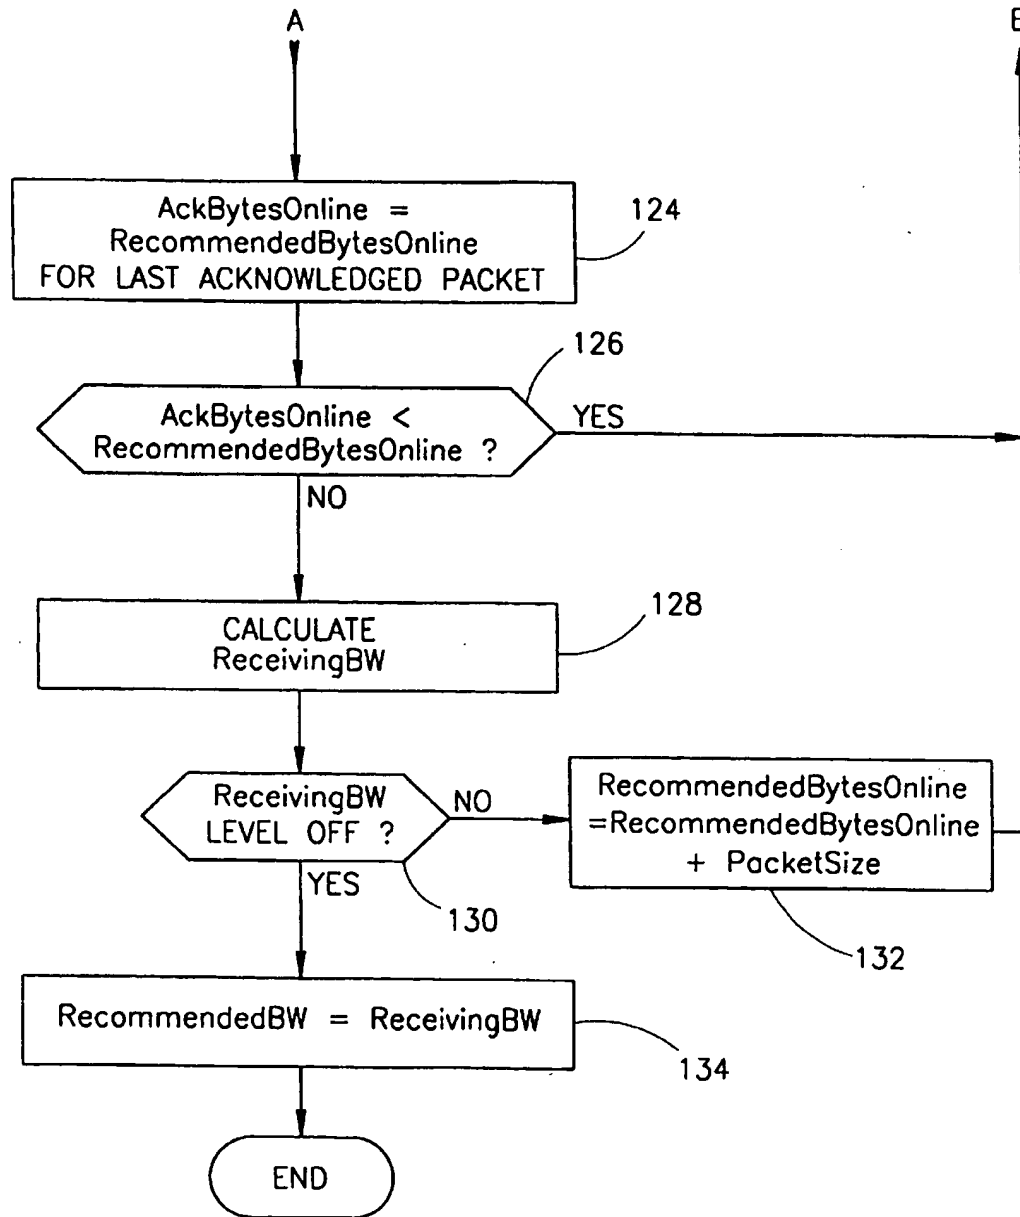 A
B
AckBytesOnline =
RecommendedBytesOnline
FOR LAST ACKNOWLEDGED PACKET
124
126
AckBytesOnline <
RecommendedBytesOnline ?
YES
NO
128
CALCULATE
ReceivingBW
ReceivingBW
LEVEL OFF ?
NO
RecommendedBytesOnline
=RecommendedBytesOnline
+ PacketSize
YES
130
132
RecommendedBW = ReceivingBW
134
END